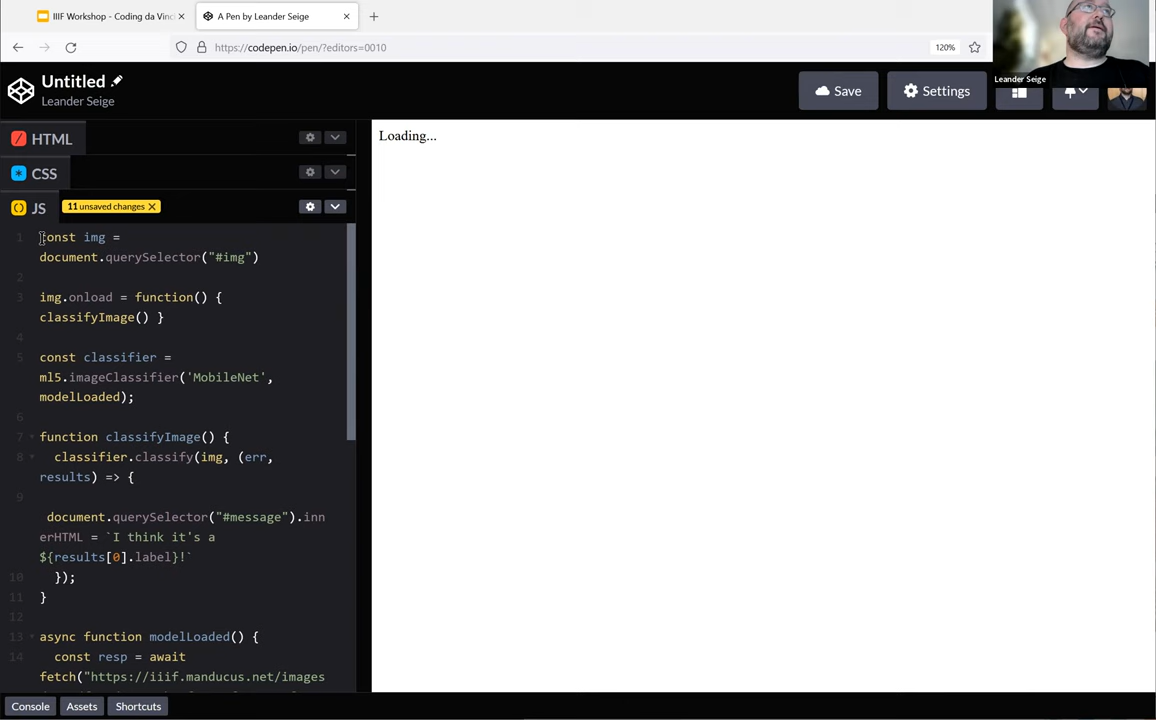 IIIF Workshop - Coding da Vinci
A Pen by Leander Seige
https://codepen.io/pen/?editors=0010
120%
Leander Seige
Untitled
Leander Seige
Save
Settings
HTML
CSS
JS
11 unsaved changes
Loading...
1 const img =
document.querySelector("#img")
2
3 img.onload = function() {
classifyImage() }
4
5 const classifier =
ml5.imageClassifier('MobileNet',
modelLoaded);
6
7 function classifyImage() {
8 classifier.classify(img, (err,
results) => {
9
document.querySelector("#message").inn
erHTML = `I think it's a
${results[0].label}!`
10 });
11 }
12
13 async function modelLoaded() {
14 const resp = await
fetch("https://iiif.manducus.net/images
Console
Assets
Shortcuts